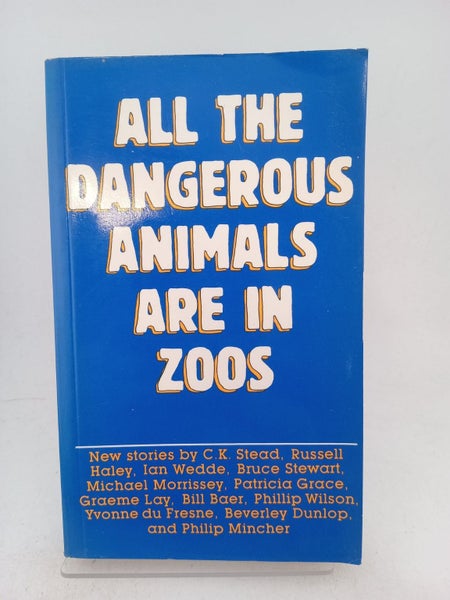 ALL THE
DANGEROUS
ANIMALS
ARE IN
ZOOS
New stories by C.K. Stead, Russell
Haley, Ian Wedde, Bruce Stewart,
Michael Morrissey, Patricia Grace,
Graeme Lay, Bill Baer, Phillip Wilson,
Yvonne du Fresne, Beverley Dunlop,
and Philip Mincher